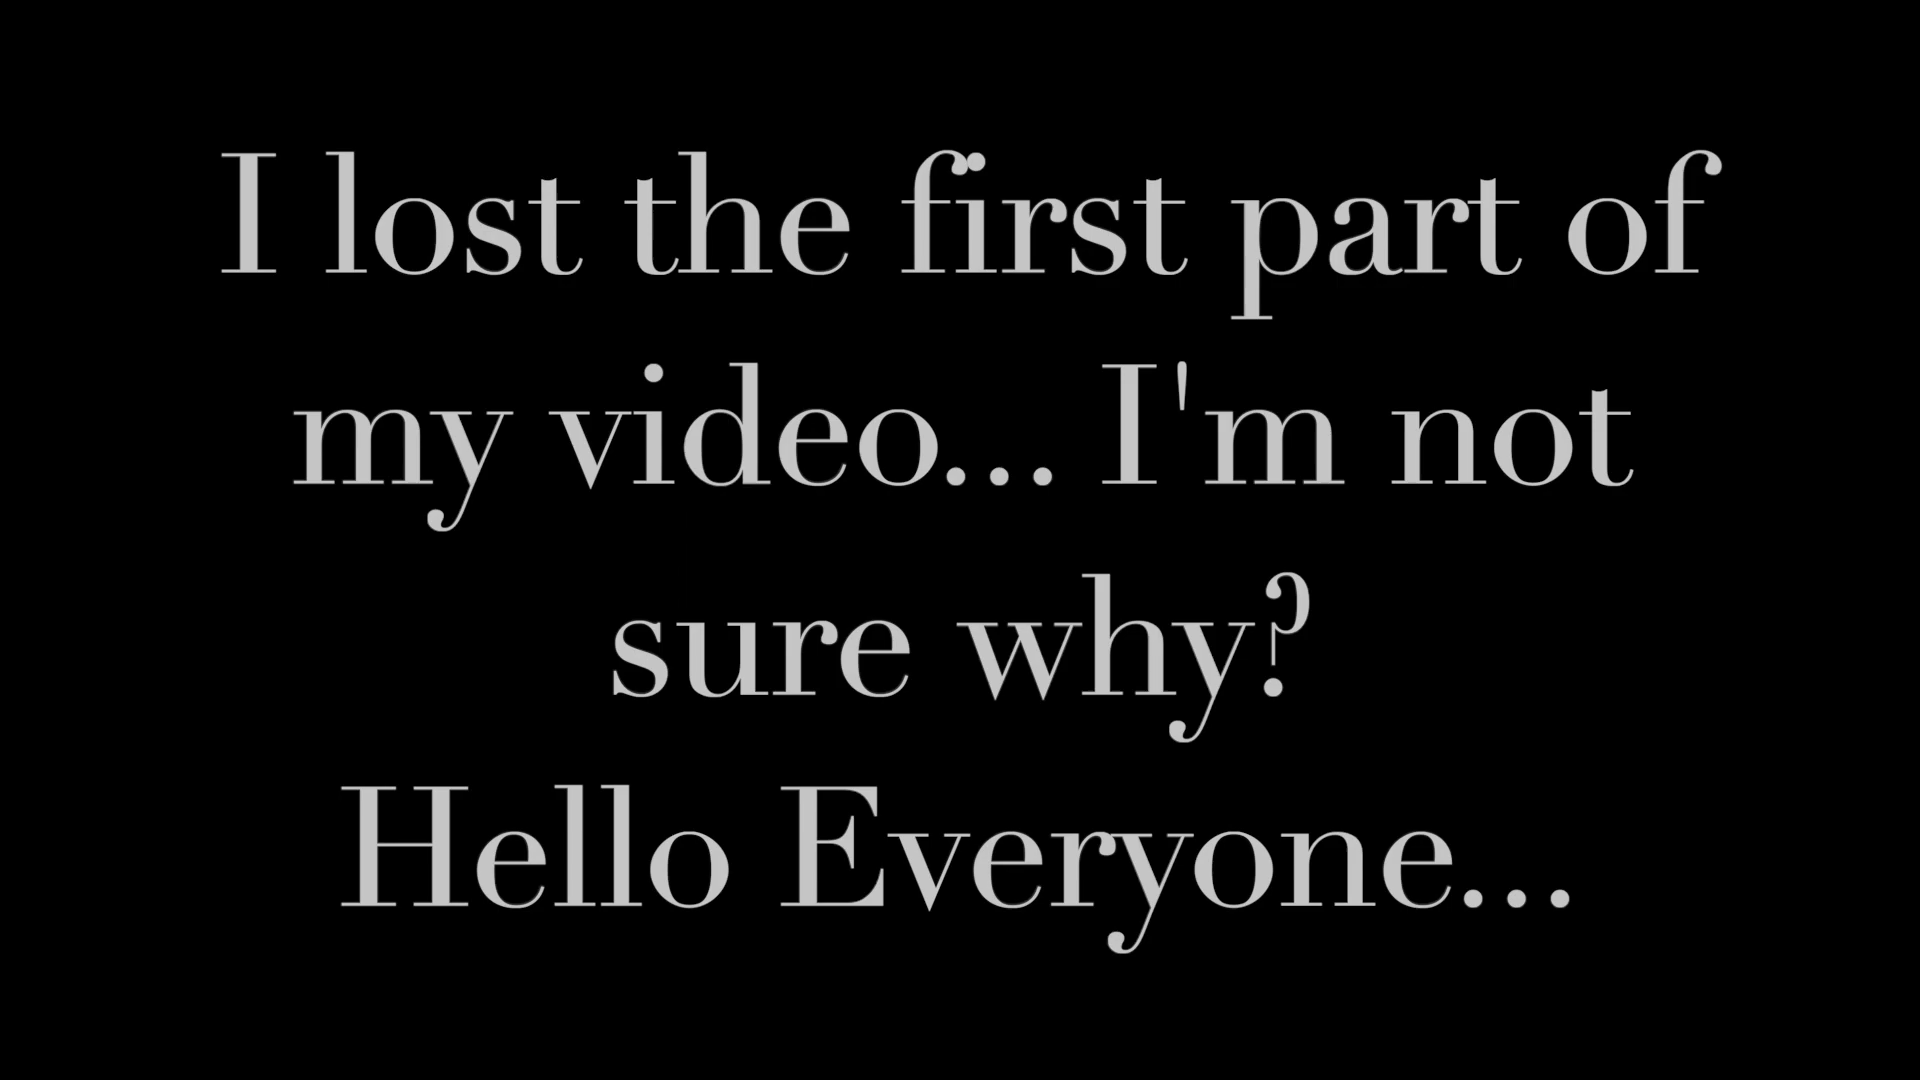 I lost the first part of
my video... I'm not
sure why?
Hello Everyone...